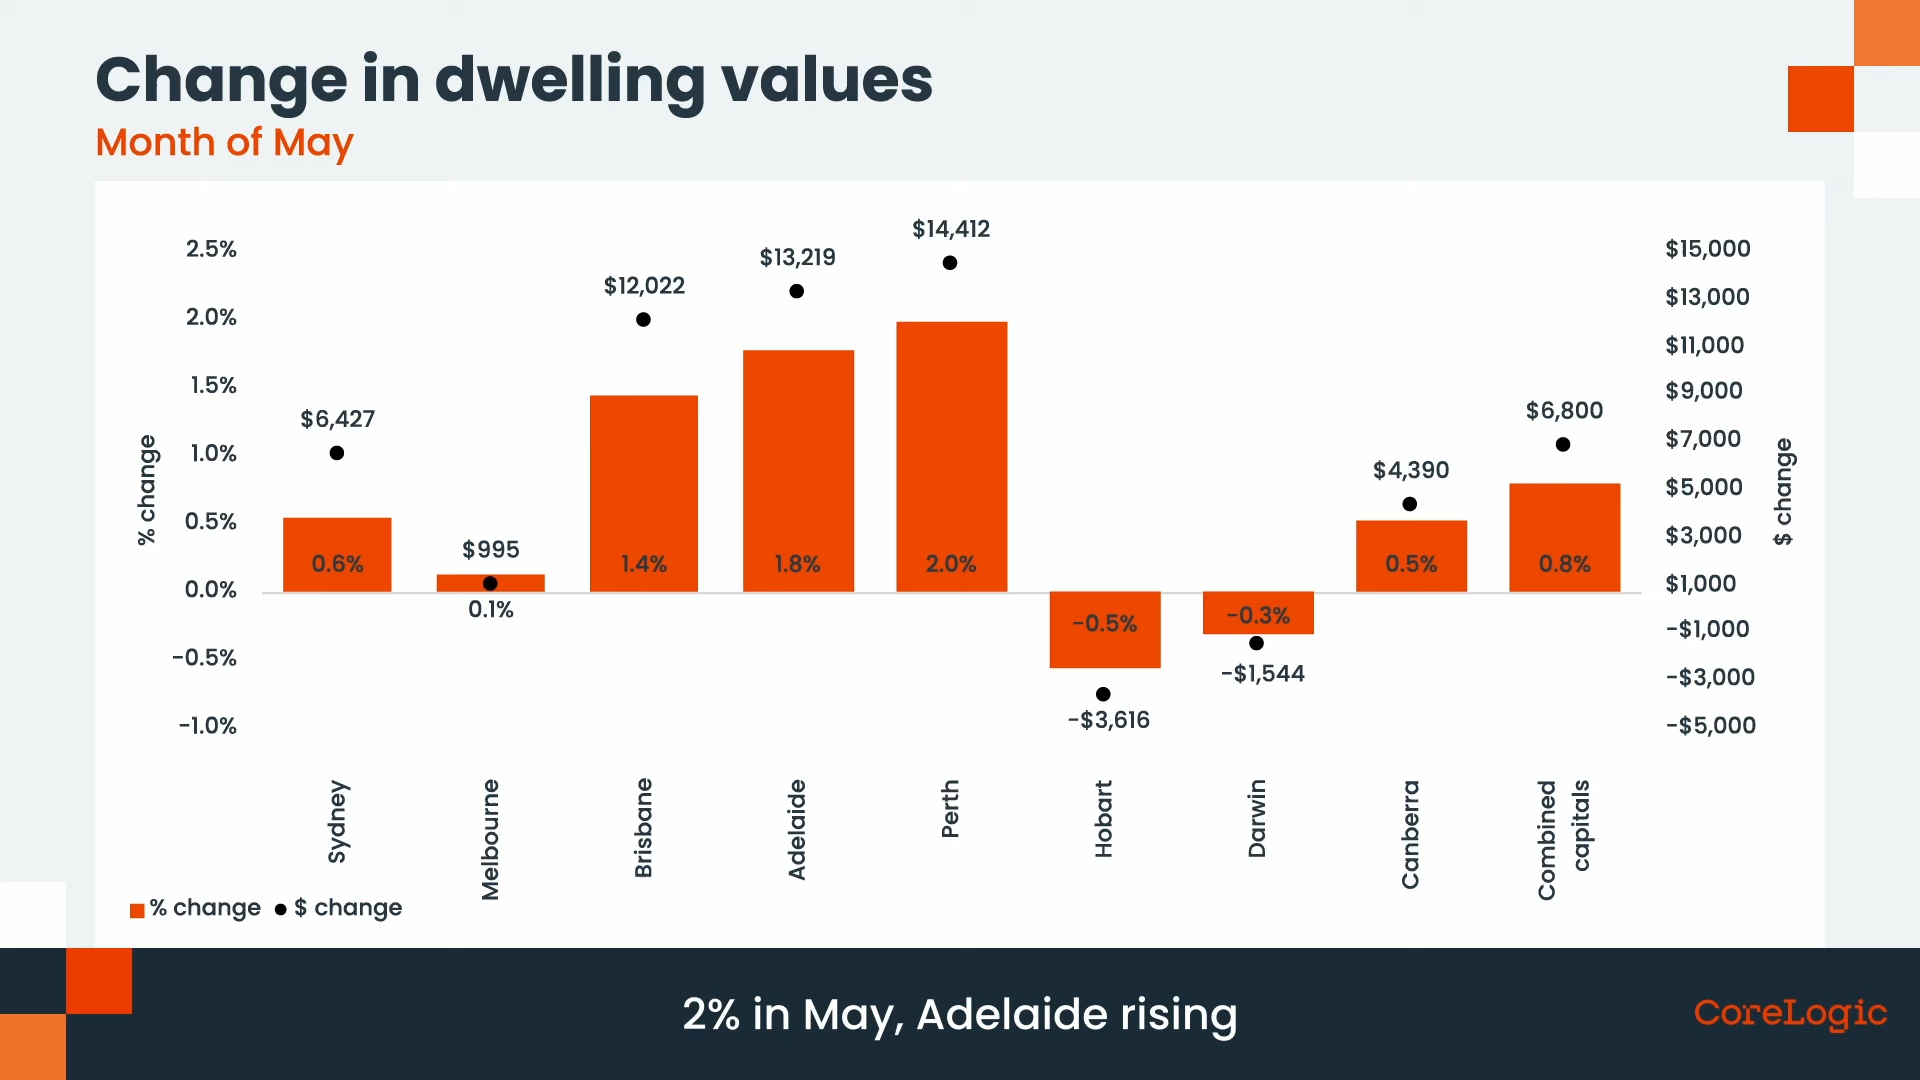 Change in dwelling values
Month of May
% change
2.5%
2.0%
1.5%
1.0%
0.5%
0.0%
-0.5%
-1.0%
$6,427
$995
$12,022
$13,219
$14,412
-$3,616
-$1,544
$4,390
$6,800
0.6%
0.1%
1.4%
1.8%
2.0%
-0.5%
-0.3%
0.5%
0.8%
$15,000
$13,000
$11,000
$9,000
$7,000
$5,000
$3,000
$1,000
-$1,000
-$3,000
-$5,000
$ change
Sydney
Melbourne
Brisbane
Adelaide
Perth
Hobart
Darwin
Canberra
Combined
capitals
% change
$ change
2% in May, Adelaide rising
CoreLogic